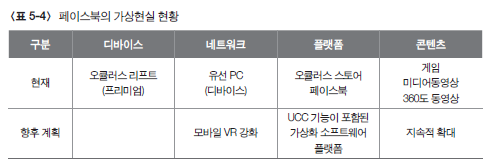 〈표 5-4〉 페이스북의 가상현실 현황
구분 디바이스 네트워크 플랫폼 콘텐츠
현재 오큘러스 리프트 (프리미엄) 유선 PC (디바이스) 오큘러스 스토어 페이스북 게임 미디어동영상 360도 동영상
향후 계획 모바일 VR 강화 UCC 기능이 포함된 가상화 소프트웨어 플랫폼 지속적 확대